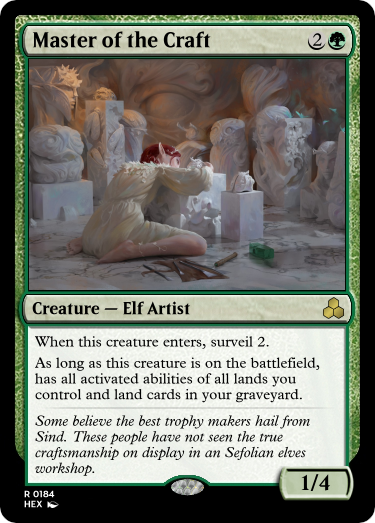 Master of the Craft 2
Creature — Elf Artist
When this creature enters, surveil 2.
As long as this creature is on the battlefield,
has all activated abilities of all lands you
control and land cards in your graveyard.
Some believe the best trophy makers hail from
Sind. These people have not seen the true
craftsmanship on display in an Sefolian elves
workshop.
1/4
R 0184
HEX